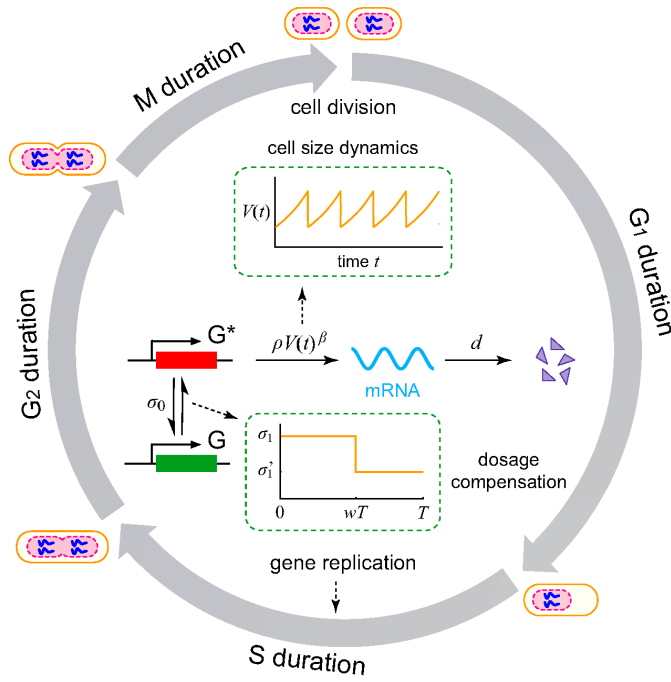 M duration
cell division
cell size dynamics
V(t)
time t
G1 duration
G2 duration
G*
ρV(t)^β
d
mRNA
σ0
G
σ1
σ1'
0
wT
T
dosage
compensation
gene replication
S duration